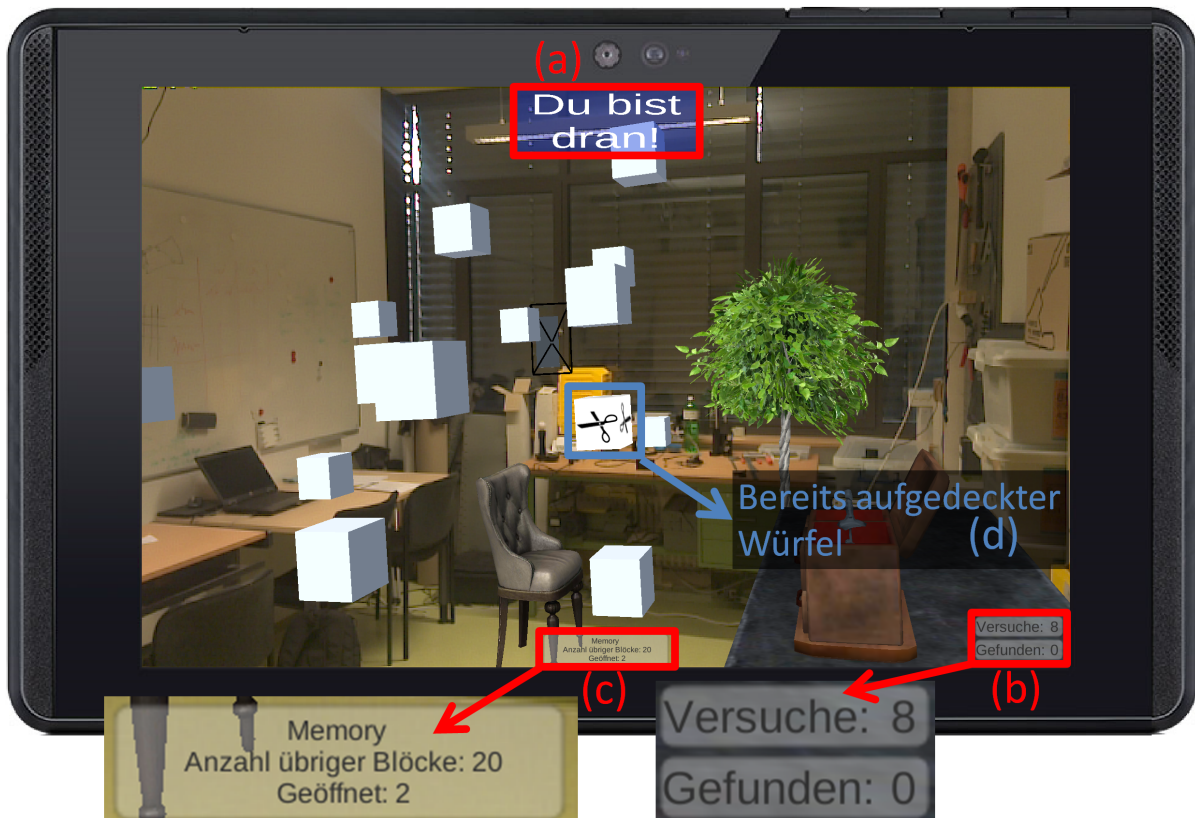 (a)
Du bist
dran!
Bereits aufgedeckter
Würfel
(d)
Versuche: 8
Gefunden: 0
Memory
Anzahl übriger Blöcke: 20
Geöffnet: 2
(c)
(b)
Memory
Anzahl übriger Blöcke: 20
Geöffnet: 2
Versuche: 8
Gefunden: 0